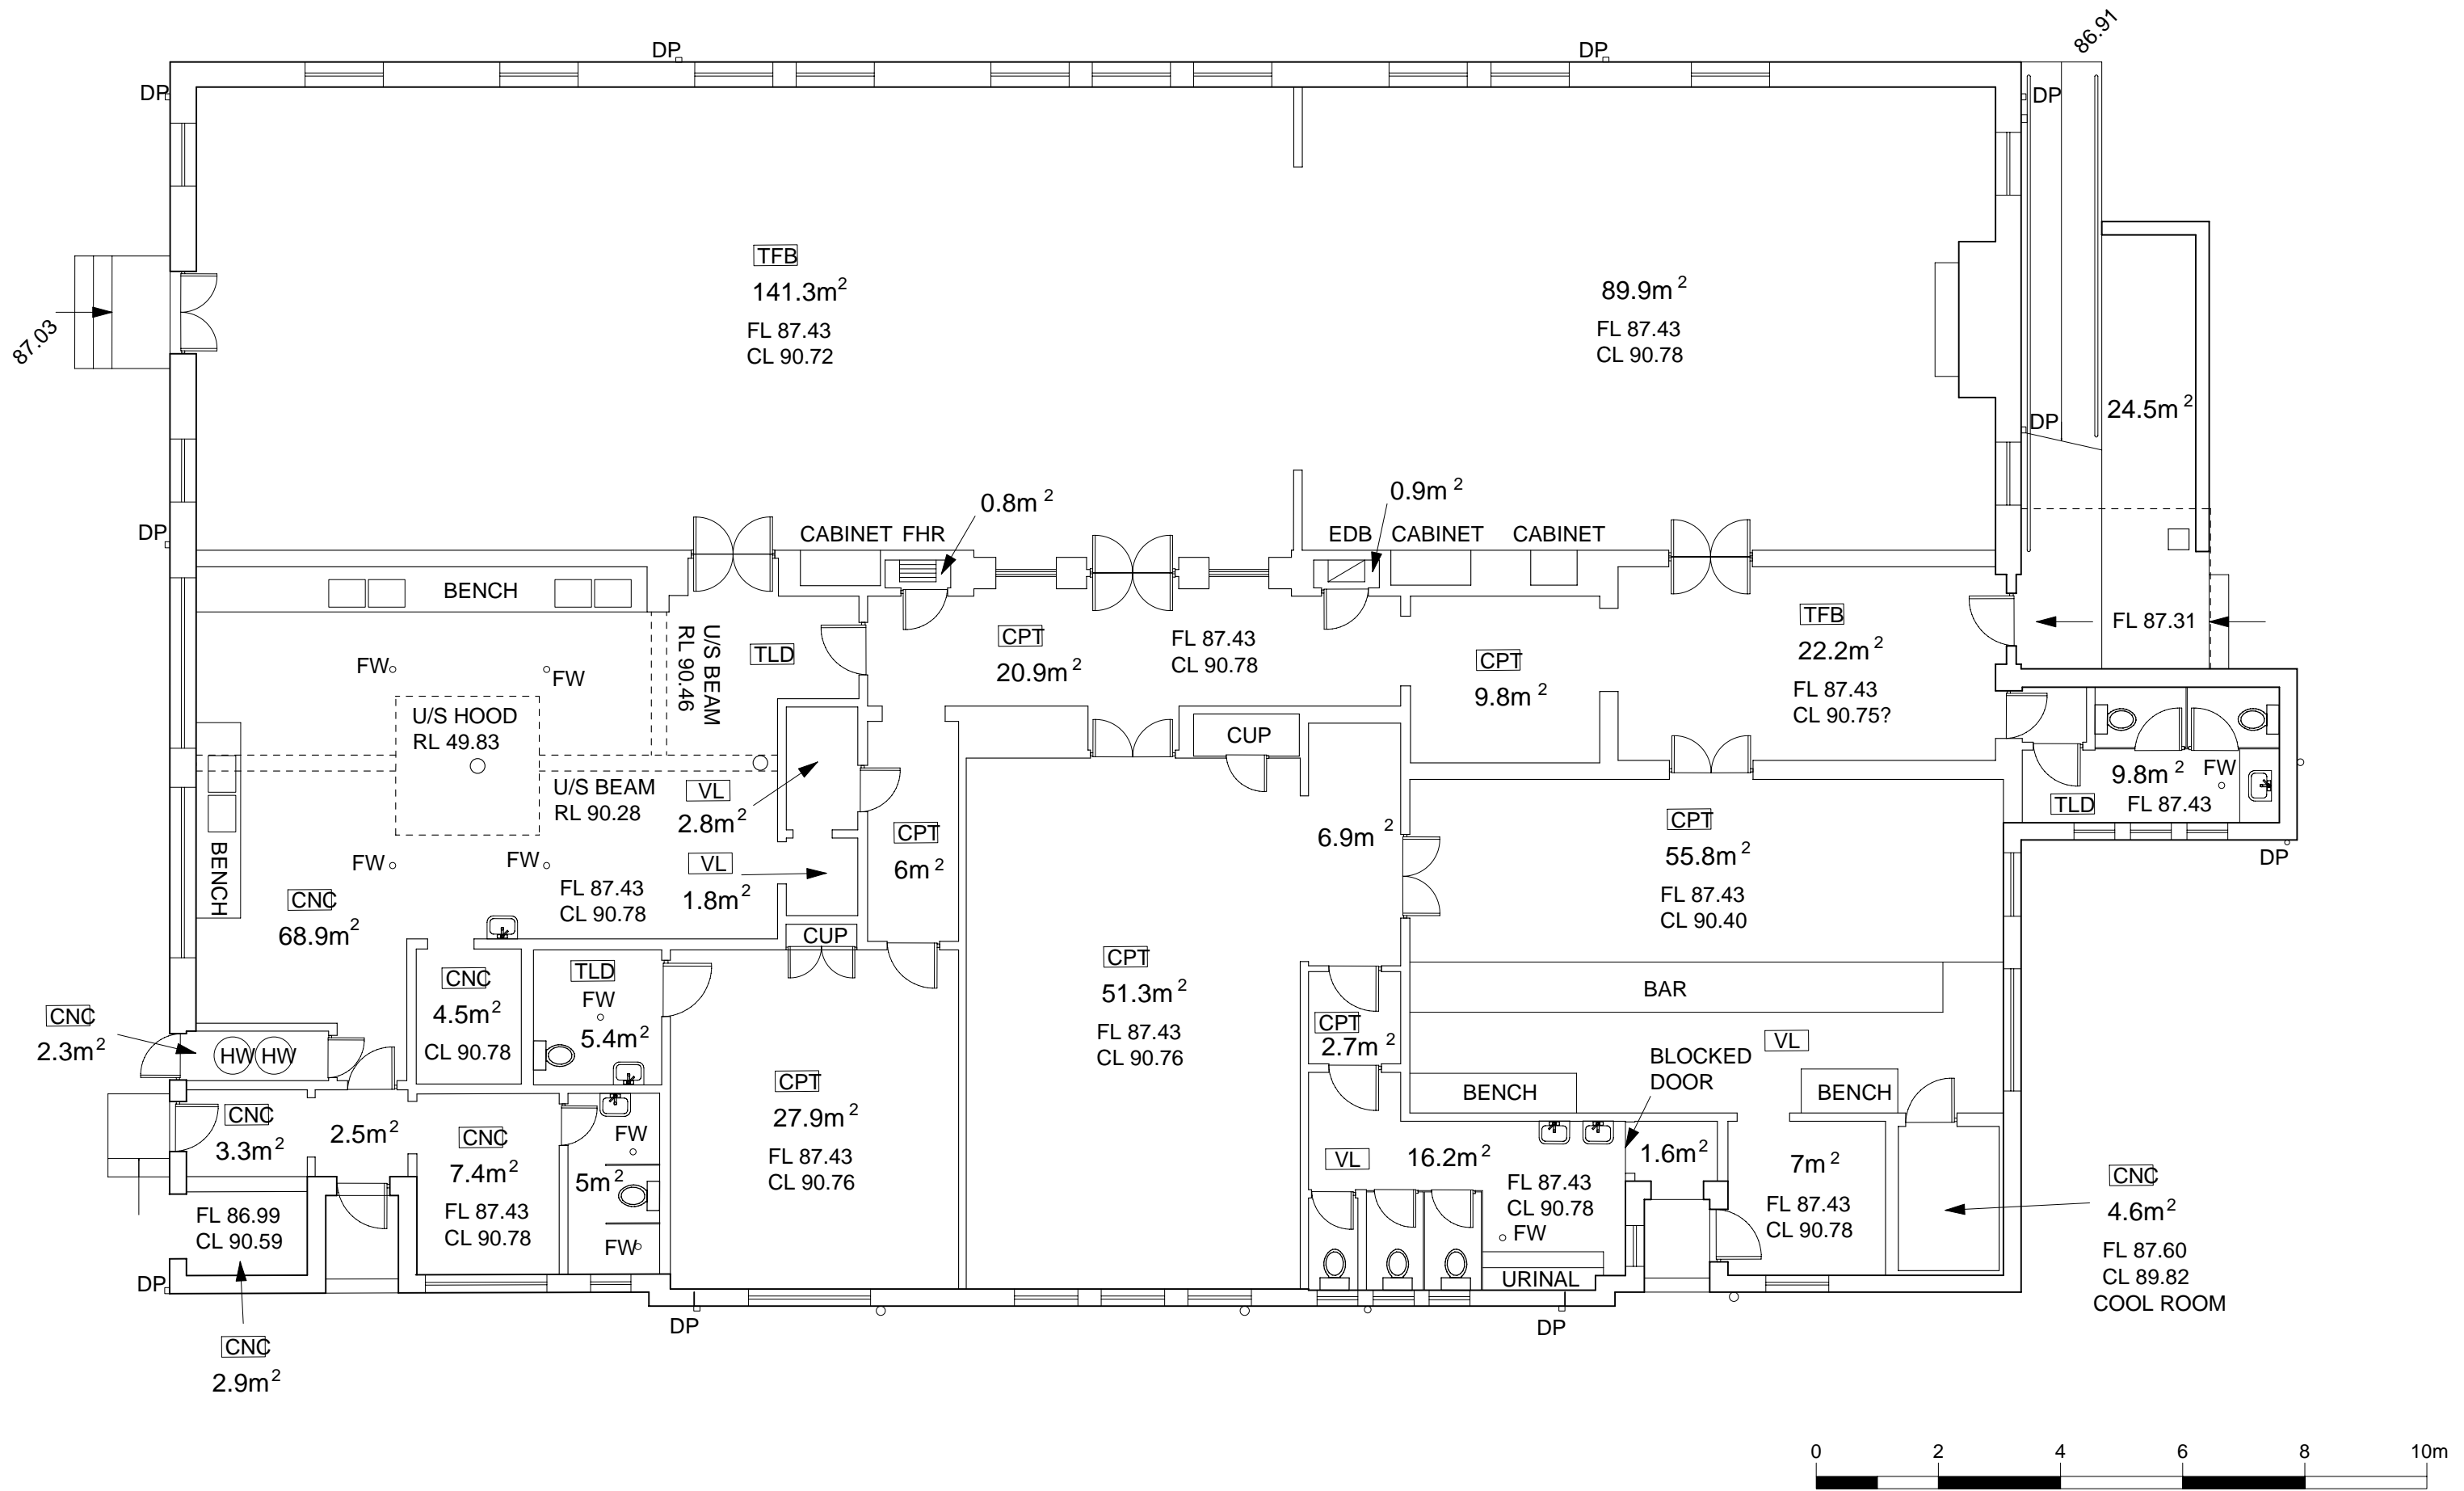 86.91
DP
DP
DP
DP
TFB
141.3m²
FL 87.43
CL 90.72
89.9m²
FL 87.43
CL 90.78
87.03
24.5m²
DP
0.8m²
0.9m²
DP
CABINET FHR
EDB CABINET CABINET
BENCH
U/S BEAM
RL 90.46
TLD
CPT
20.9m²
FL 87.43
CL 90.78
CPT
9.8m²
TFB
22.2m²
FL 87.43
CL 90.75?
FL 87.31
FW
FW
U/S HOOD
RL 49.83
U/S BEAM
RL 90.28
VL
2.8m²
CUP
9.8m²
FW
TLD
FL 87.43
DP
BENCH
FW
FW
VL
1.8m²
CPT
6m²
6.9m²
CPT
55.8m²
FL 87.43
CL 90.40
CNC
68.9m²
FL 87.43
CL 90.78
CUP
CNC
4.5m²
CL 90.78
TLD
FW
5.4m²
CPT
51.3m²
FL 87.43
CL 90.76
BAR
CNC
2.3m²
HW HW
CPT
2.7m²
VL
BLOCKED
DOOR
BENCH
BENCH
CPT
27.9m²
FL 87.43
CL 90.76
CNC
3.3m²
2.5m²
CNC
7.4m²
FL 87.43
CL 90.78
FW
5m²
FW
VL
16.2m²
FL 87.43
CL 90.78
FW
URINAL
1.6m²
7m²
FL 87.43
CL 90.78
CNC
4.6m²
FL 87.60
CL 89.82
COOL ROOM
FL 86.99
CL 90.59
DP
DP
DP
CNC
2.9m²
0 2 4 6 8 10m